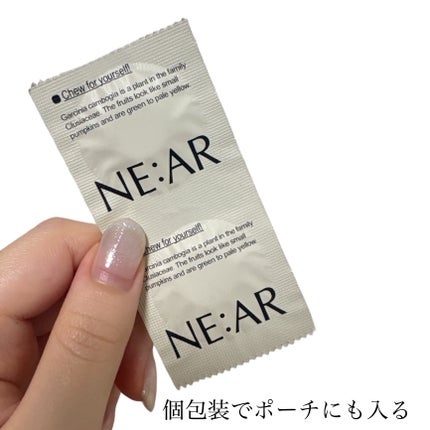 Chew for yourself!
Garcinia cambogia is a plant in the family
Clusiaceae. The fruits look like small
pumpkins and are green to pale yellow.
NE:AR
Chew for yourself!
Garcinia cambogia is a plant in the family
Clusiaceae. The fruits look like small
pumpkins and are green to pale yellow.
NE:AR
個包装でポーチにも入る